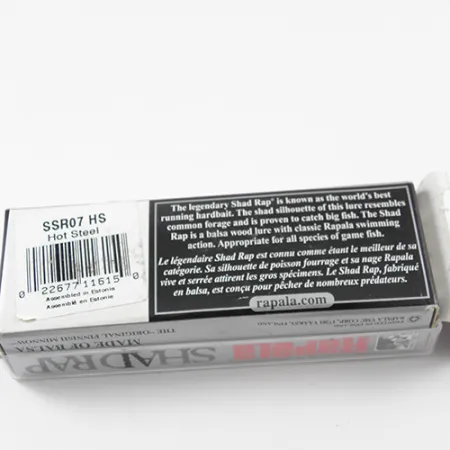 SSR07 HS
Hot Steel
0 22677 11615 0
Assembled in Estonia
Assemblé en Estonie
The legendary Shad Rap® is known as the world's best
running hardbait. The shad silhouette of this lure resembles
common forage and is proven to catch big fish. The Shad
Rap is a balsa wood lure with classic Rapala swimming
action. Appropriate for all species of game fish.
Le légendaire Shad Rap est connu comme étant le meilleur de sa
catégorie. Sa silhouette de poisson fourrage et sa nage Rapala
vive et serrée attirent les gros spécimens. Le Shad Rap, fabriqué
en balsa, est conçu pour pêcher de nombreux prédateurs.
rapala.com
Rapala
SHAD RAP
MADE OF BALSA
THE "ORIGINAL FINNISH MINNOW"